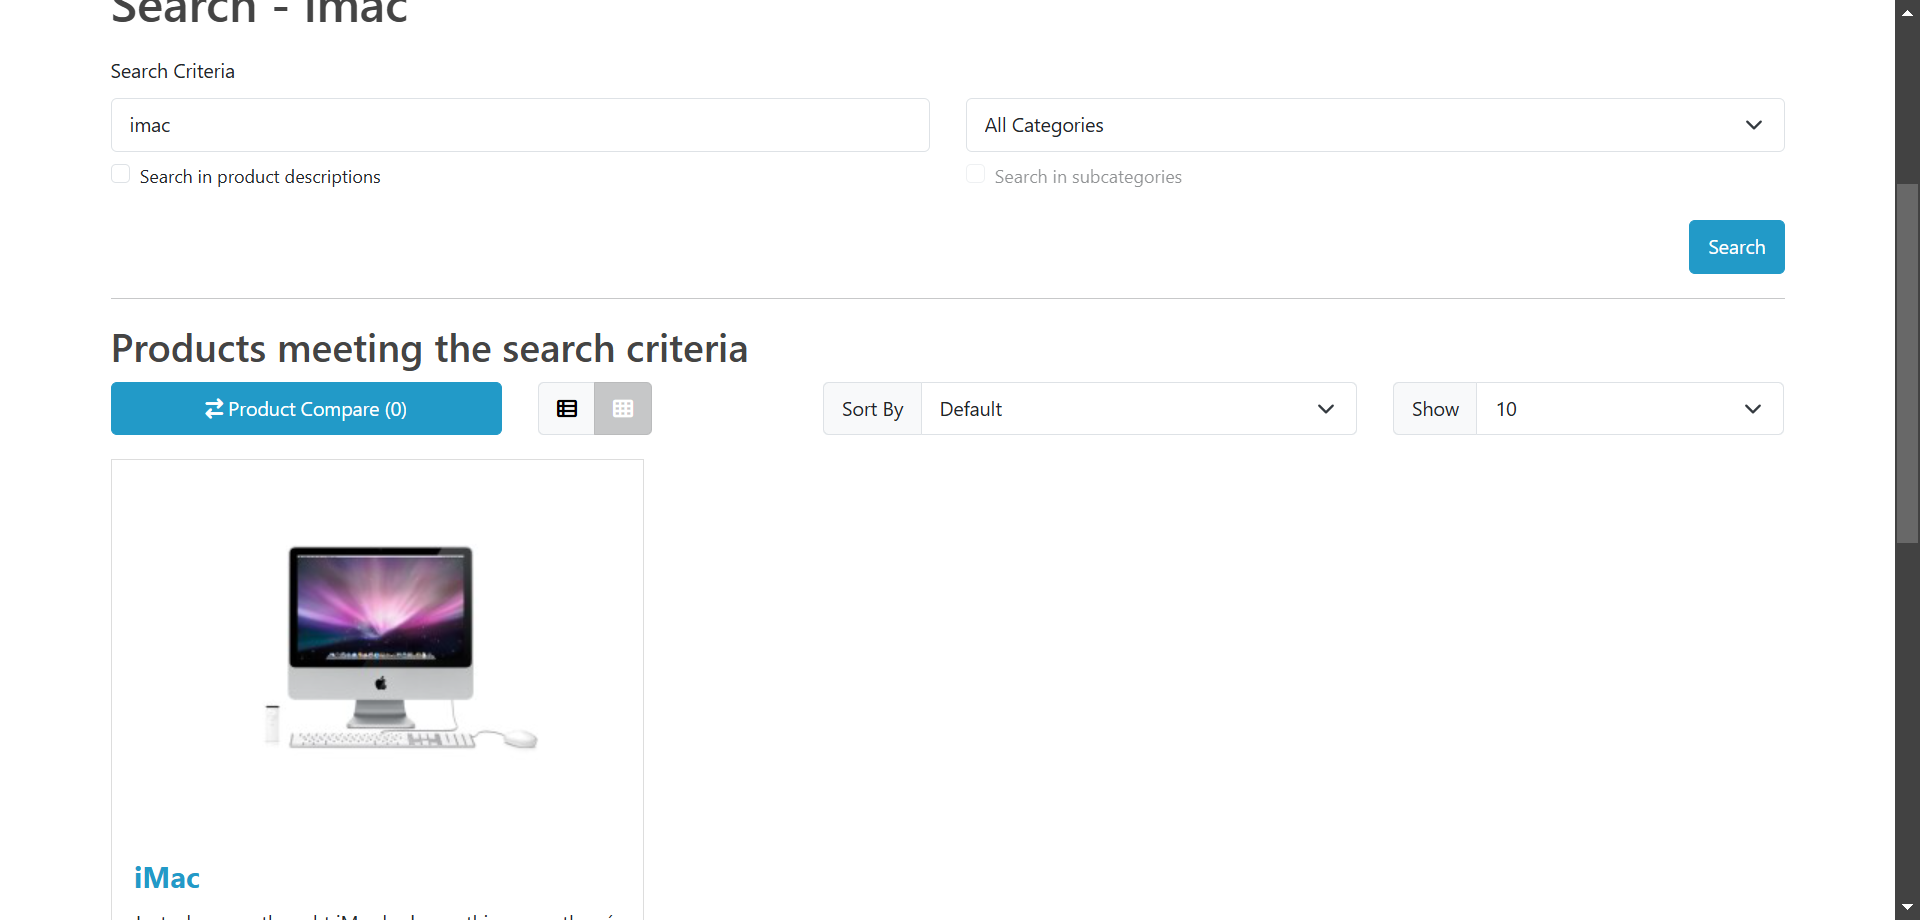 Search - imac
Search Criteria
imac
All Categories
Search in product descriptions
Search in subcategories
Search
Products meeting the search criteria
Product Compare (0)
Sort By
Default
Show
10
iMac